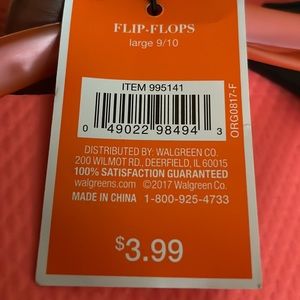 FLIP-FLOPS
large 9/10
ITEM 995141
0 49022 98494 3
ORG0817-F
DISTRIBUTED BY: WALGREEN CO.
200 WILMOT RD., DEERFIELD, IL 60015
100% SATISFACTION GUARANTEED
walgreens.com ©2017 Walgreen Co.
MADE IN CHINA 1-800-925-4733
$3.99